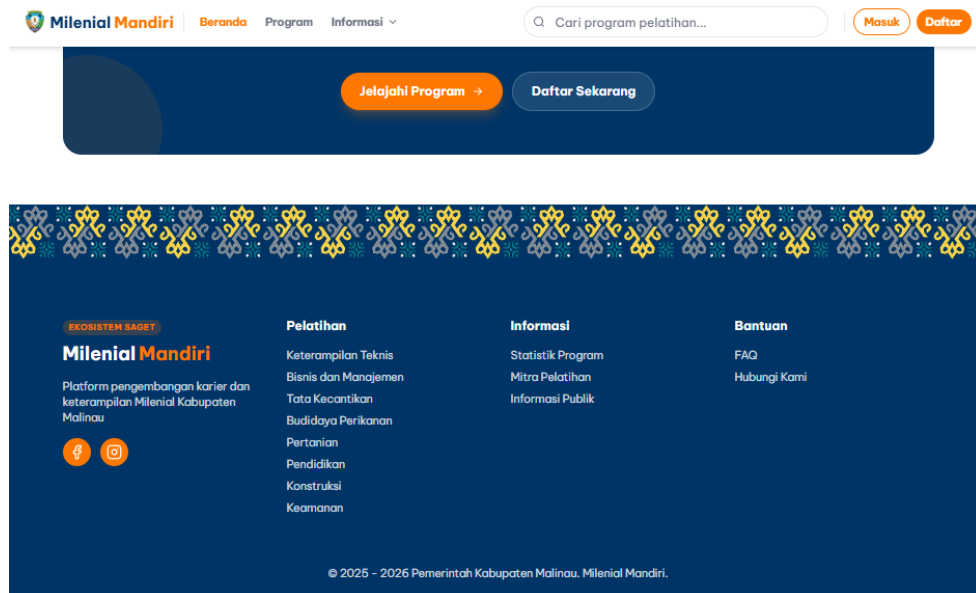 Milenial Mandiri Beranda Program Informasi Cari program pelatihan... Masuk Daftar
Jelajahi Program → Daftar Sekarang
EKOSISTEM SAGET
Milenial Mandiri
Platform pengembangan karier dan
keterampilan Milenial Kabupaten
Malinau
Pelatihan
Keterampilan Teknis
Bisnis dan Manajemen
Tata Kecantikan
Budidaya Perikanan
Pertanian
Pendidikan
Konstruksi
Keamanan
Informasi
Statistik Program
Mitra Pelatihan
Informasi Publik
Bantuan
FAQ
Hubungi Kami
© 2025 - 2026 Pemerintah Kabupaten Malinau. Milenial Mandiri.